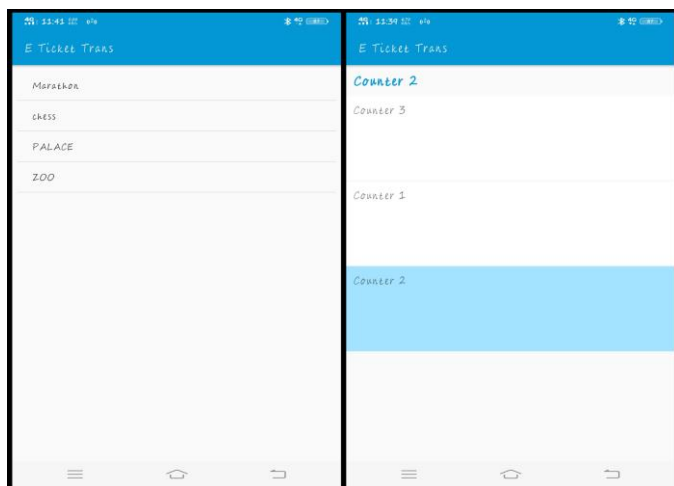 11:41
E Ticket Trans
Marathon
chess
PALACE
ZOO
11:39
E Ticket Trans
Counter 2
Counter 3
Counter 1
Counter 2